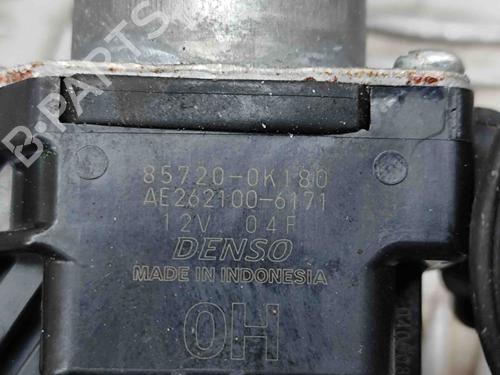 B-PARTS
85720-0K180
AE262100-6171
12V 04F
DENSO
MADE IN INDONESIA
0H